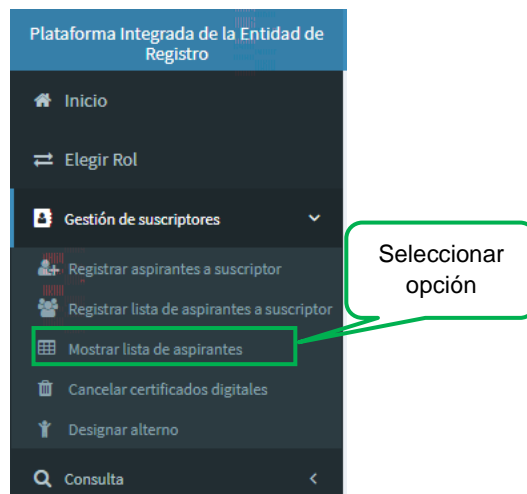 Plataforma Integrada de la Entidad de
Registro
Inicio
Elegir Rol
Gestión de suscriptores
Registrar aspirantes a suscriptor
Registrar lista de aspirantes a suscriptor
Mostrar lista de aspirantes
Cancelar certificados digitales
Designar alterno
Consulta
Seleccionar
opción